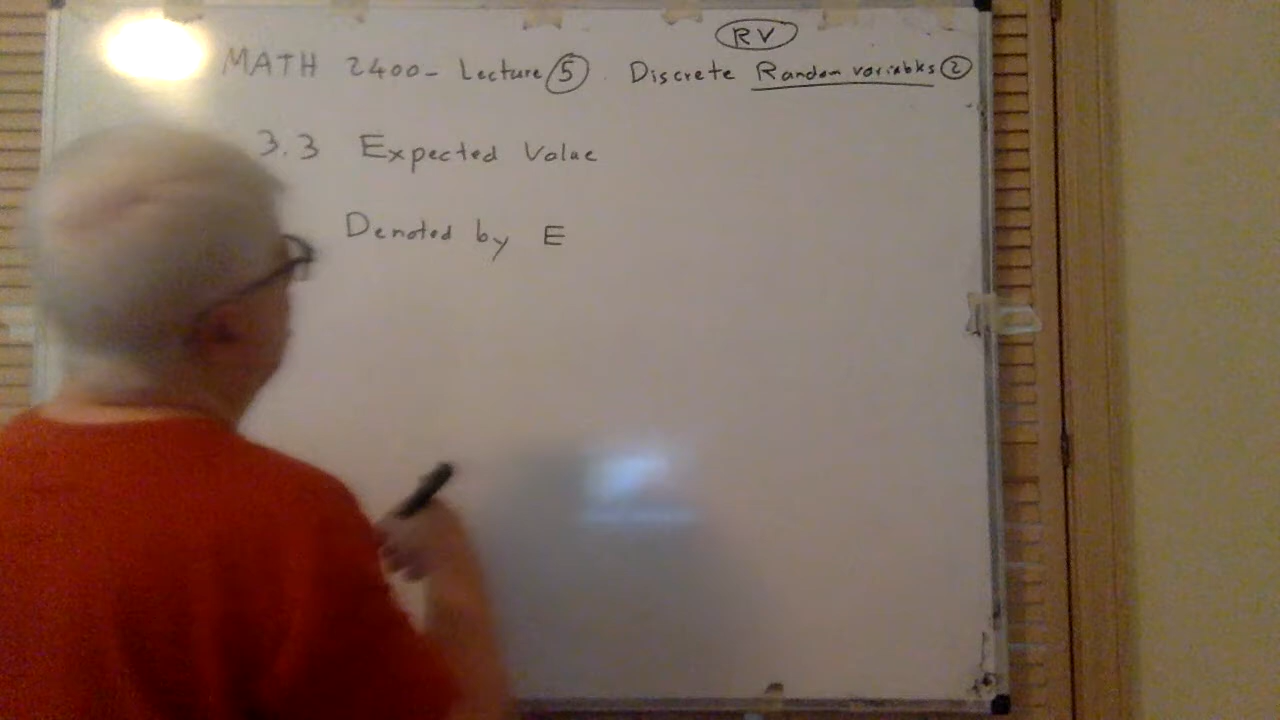 RV
MATH 2400- Lecture 5. Discrete Random variables 2
3.3 Expected Value
Denoted by E